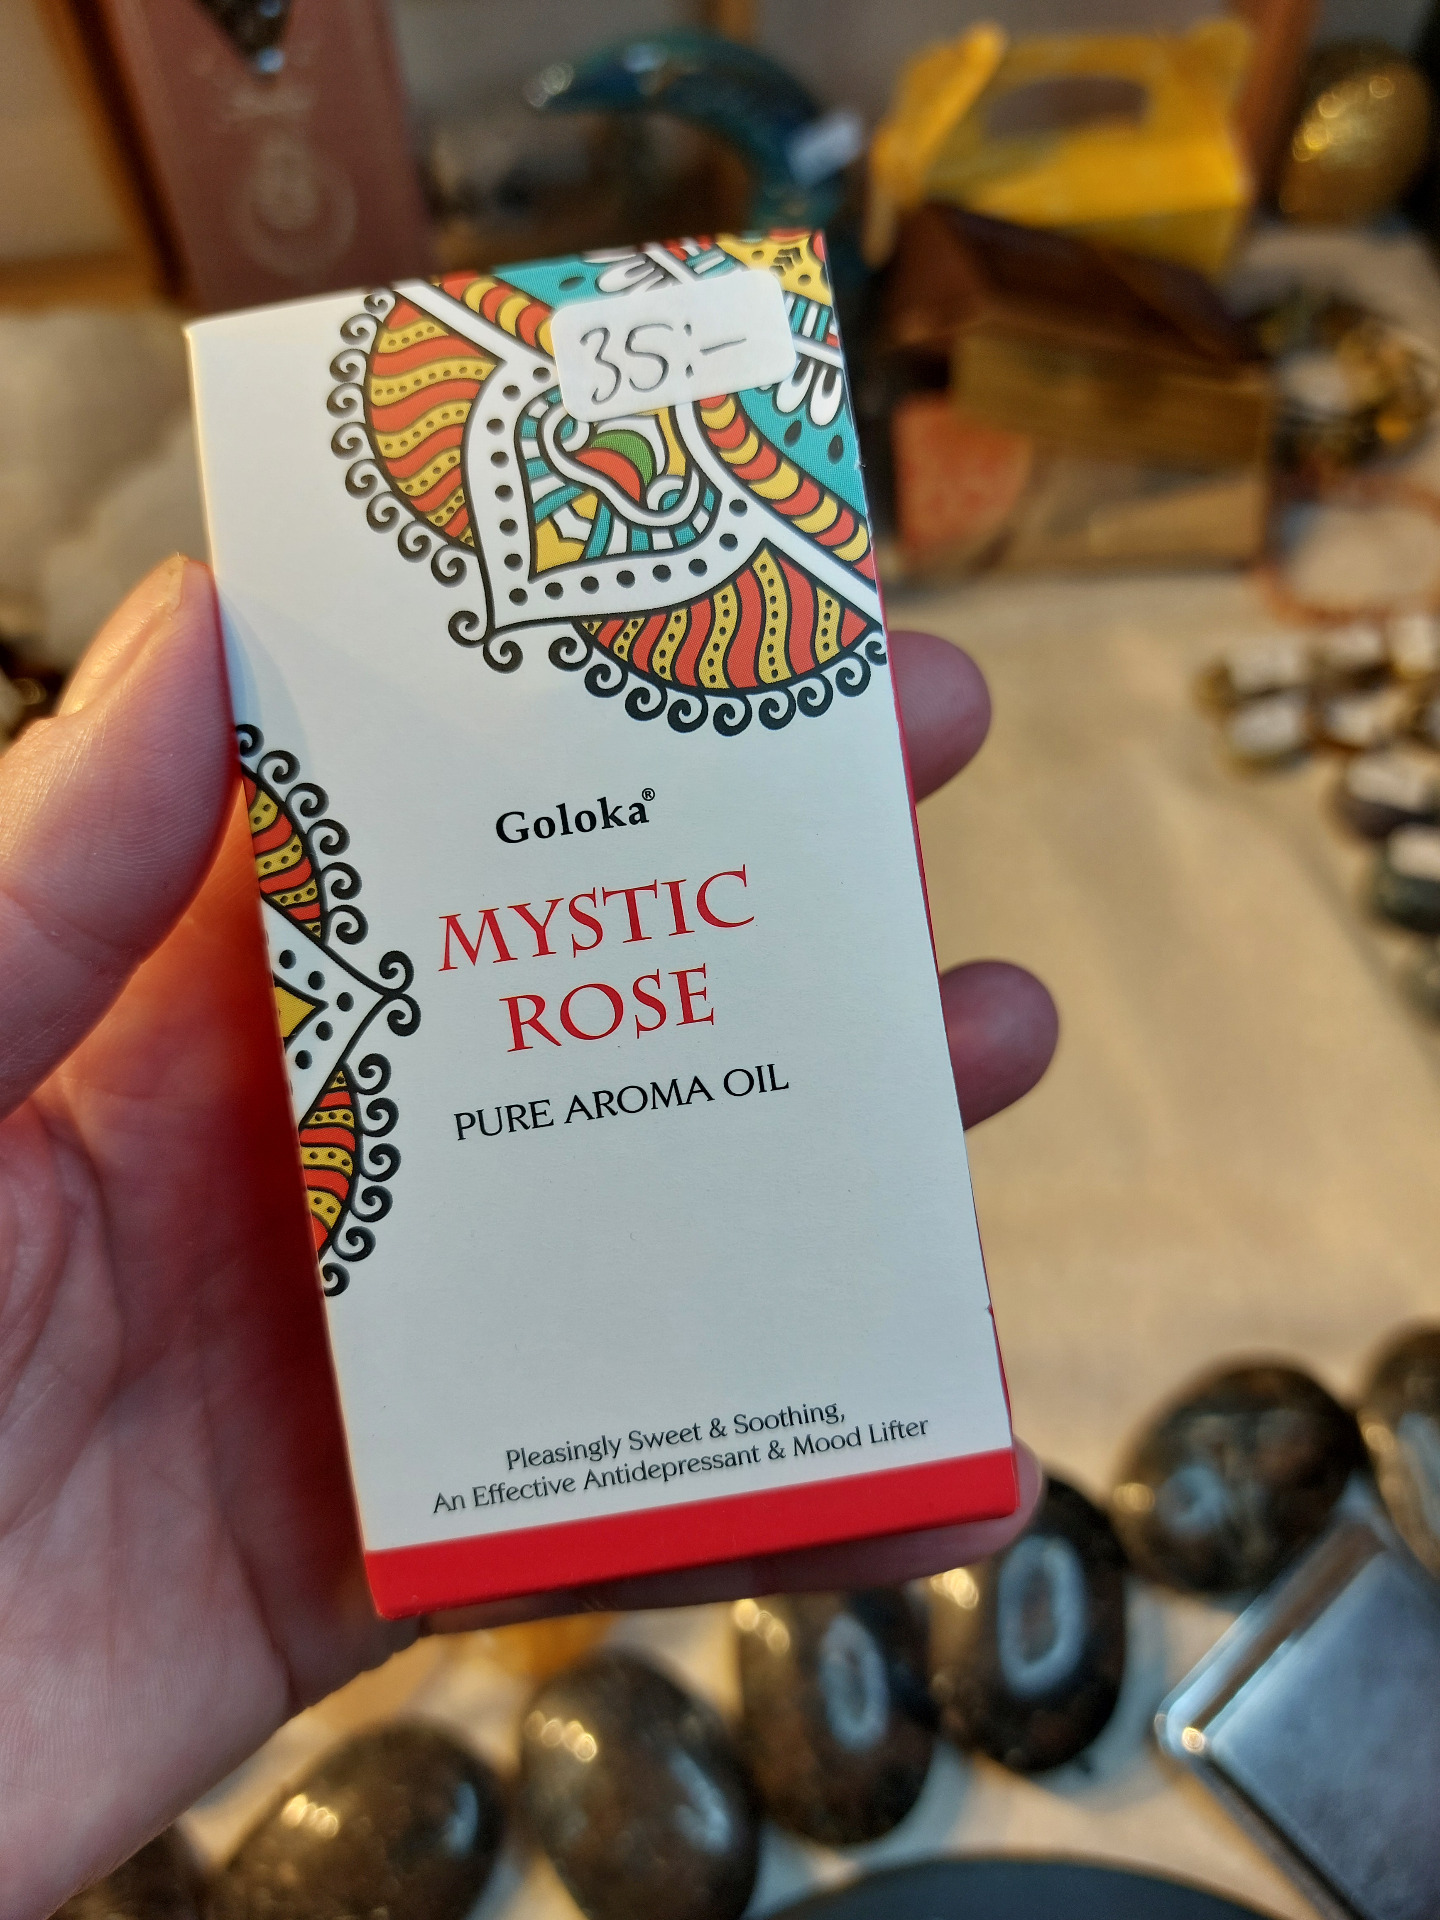 35:-
Goloka®
MYSTIC
ROSE
PURE AROMA OIL
Pleasingly Sweet & Soothing,
An Effective Antidepressant & Mood Lifter